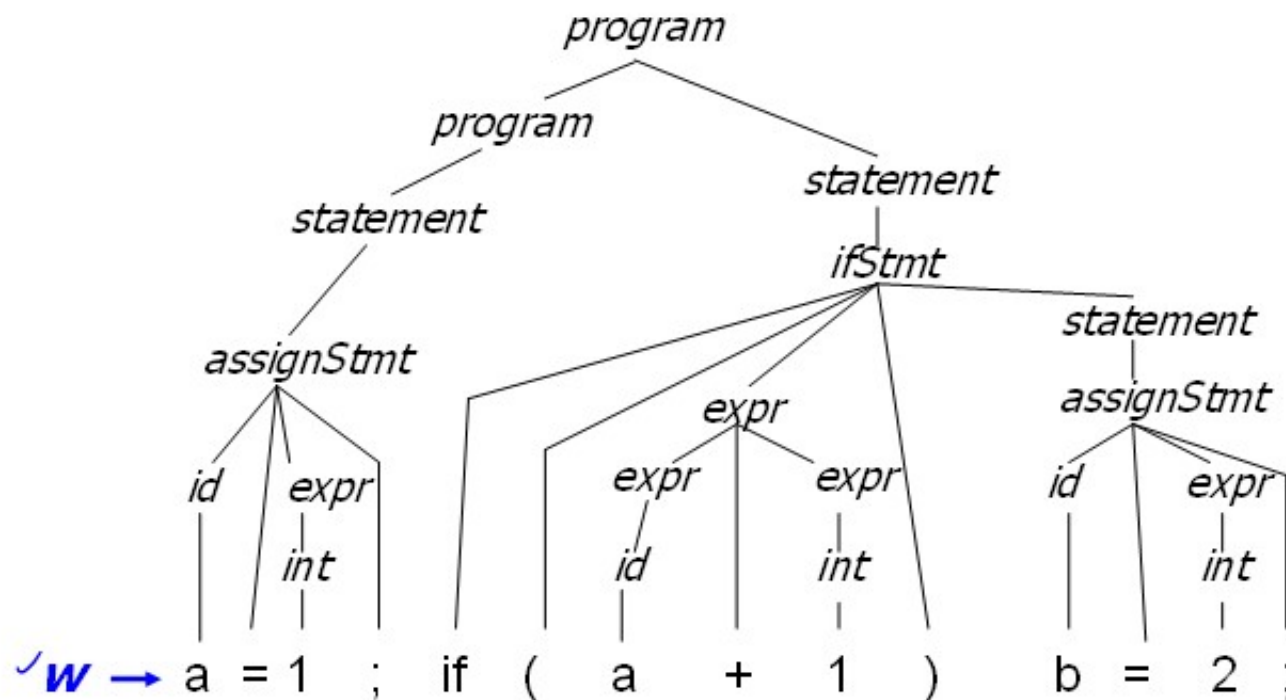 program
program
statement
statement
ifStmt
statement
assignStmt
assignStmt
expr
id expr expr expr id expr
int id int int
w → a = 1 ; if ( a + 1 ) b = 2